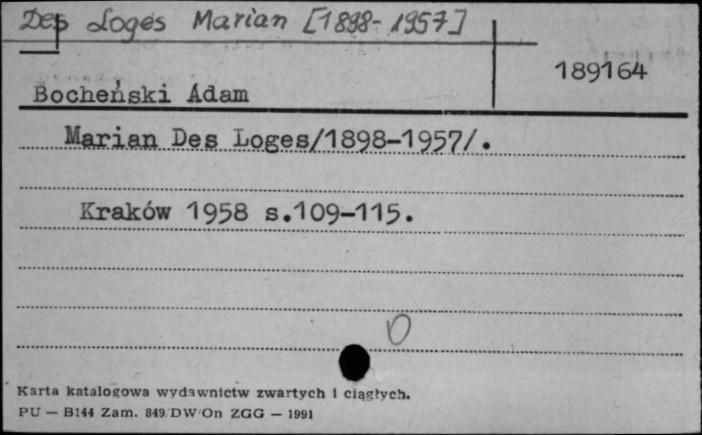 Des Loges Marian [1898-1957]
189164
Bocheński Adam
Marian Des Loges/1898-1957/.
Kraków 1958 s.109-115.
0
Karta katalogowa wydawnictw zwartych i ciągłych.
PU — B144 Zam. 849 DW/On ZGG — 1991